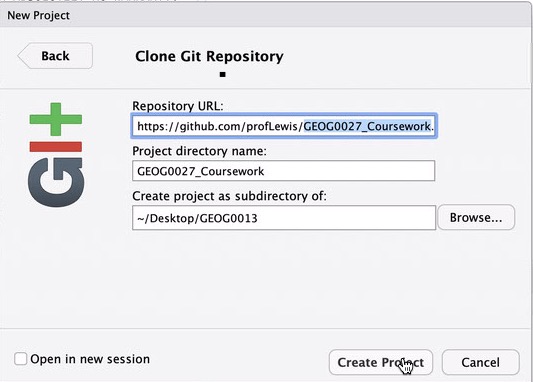 New Project
Back
Clone Git Repository
Git
Repository URL:
https://github.com/profLewis/GEOG0027_Coursework.
Project directory name:
GEOG0027_Coursework
Create project as subdirectory of:
~/Desktop/GEOG0013
Browse...
Open in new session
Create Project
Cancel